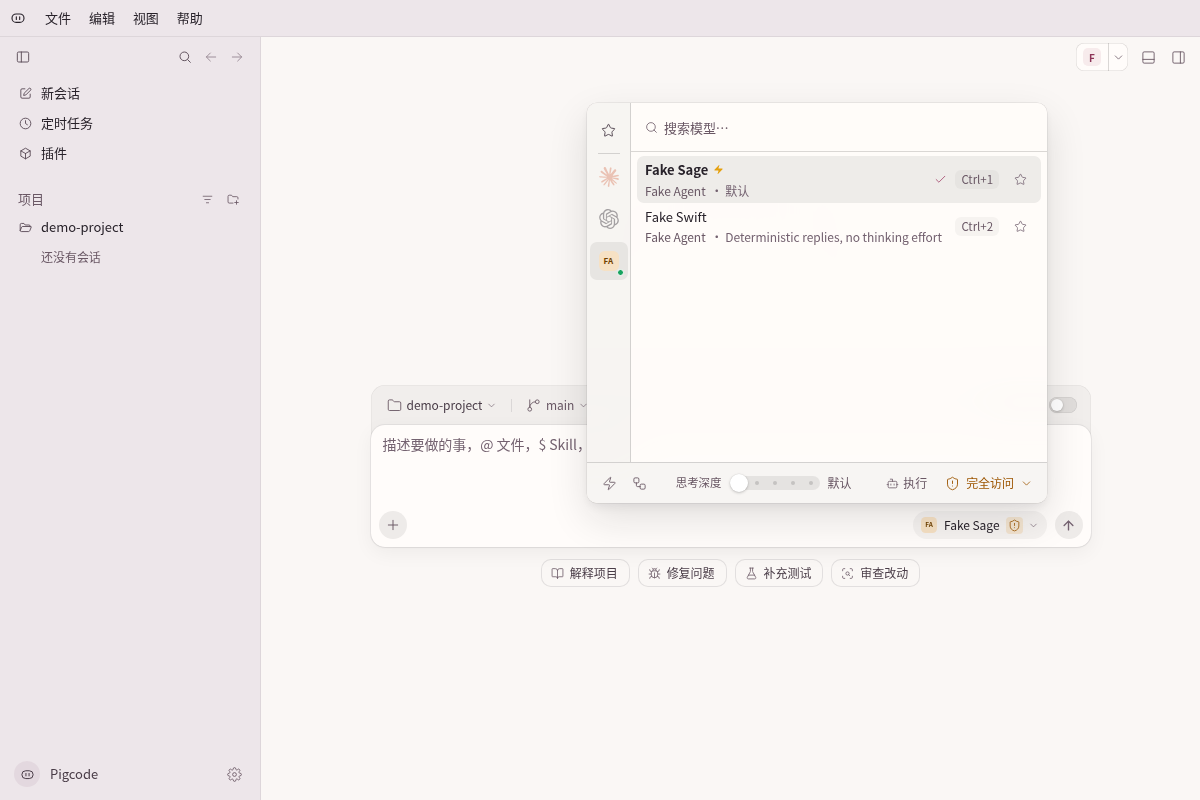 文件 编辑 视图 帮助
新会话
定时任务
插件
项目
demo-project
还没有会话
Pigcode
F
搜索模型…
Fake Sage
Fake Agent · 默认
Ctrl+1
Fake Swift
Fake Agent · Deterministic replies, no thinking effort
Ctrl+2
FA
demo-project
main
描述要做的事，@ 文件，$ Skill，
思考深度
默认
执行
完全访问
FA Fake Sage
解释项目
修复问题
补充测试
审查改动